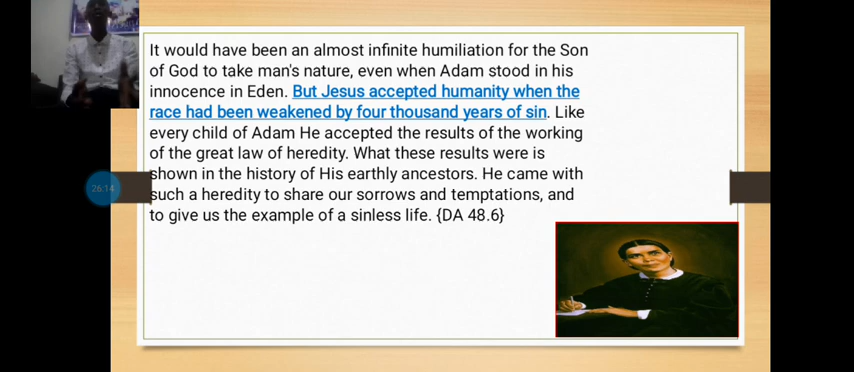 It would have been an almost infinite humiliation for the Son
of God to take man's nature, even when Adam stood in his
innocence in Eden. But Jesus accepted humanity when the
race had been weakened by four thousand years of sin. Like
every child of Adam He accepted the results of the working
of the great law of heredity. What these results were is
shown in the history of His earthly ancestors. He came with
such a heredity to share our sorrows and temptations, and
to give us the example of a sinless life. {DA 48.6}
26:14